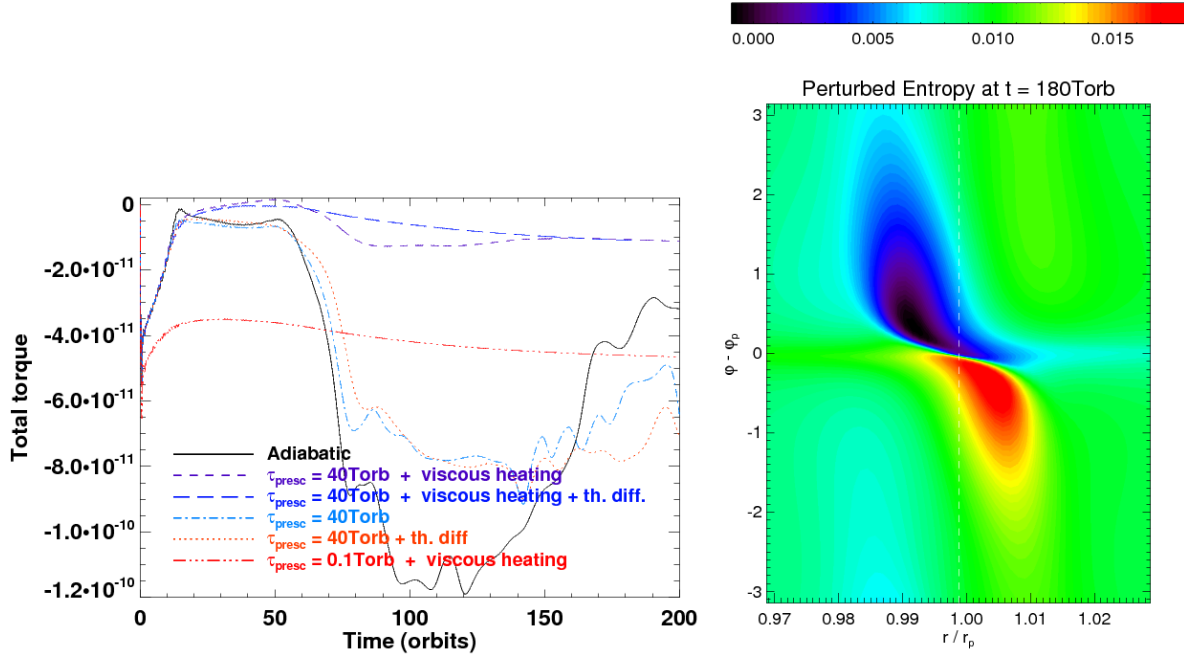 0.000 0.005 0.010 0.015
Perturbed Entropy at t = 180Torb
3
2
1
0
-1
-2
-3
φ - φp
0.97 0.98 0.99 1.00 1.01 1.02
r / rp
0
-2.0•10⁻¹¹
-4.0•10⁻¹¹
-6.0•10⁻¹¹
-8.0•10⁻¹¹
-1.0•10⁻¹⁰
-1.2•10⁻¹⁰
Total torque
Adiabatic
τpresc = 40Torb + viscous heating
τpresc = 40Torb + viscous heating + th. diff.
τpresc = 40Torb
τpresc = 40Torb + th. diff
τpresc = 0.1Torb + viscous heating
0 50 100 150 200
Time (orbits)